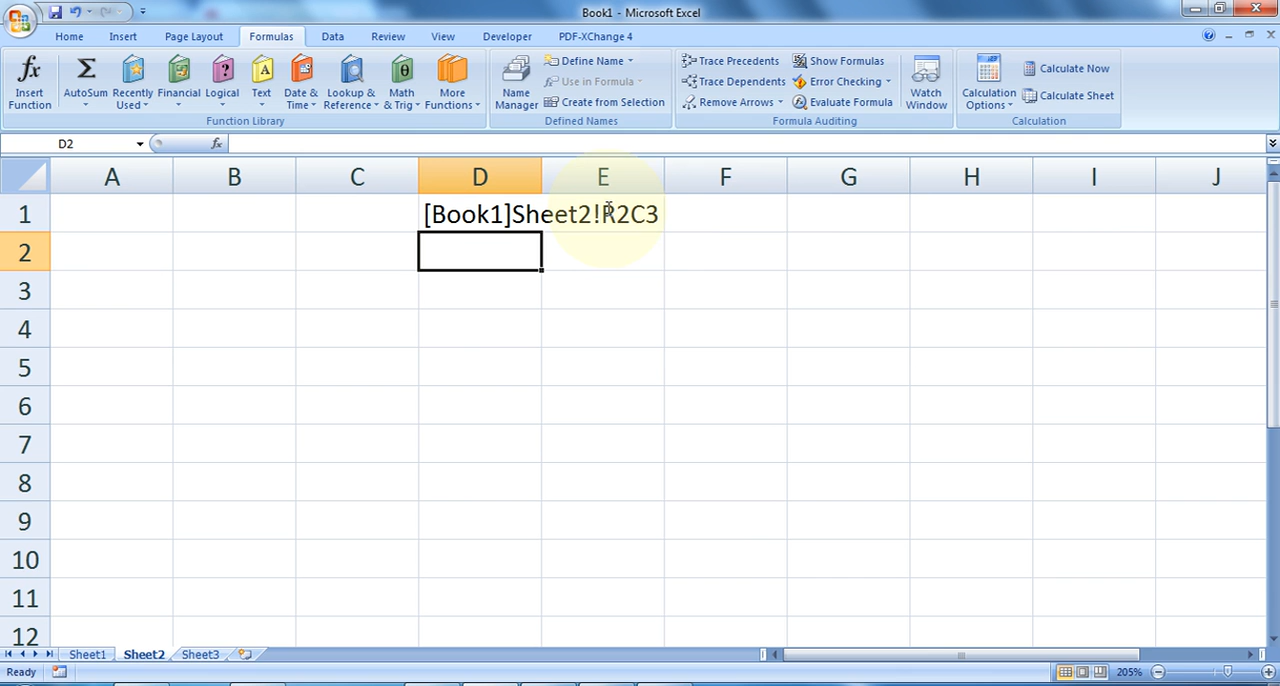 Book1 - Microsoft Excel
Home Insert Page Layout Formulas Data Review View Developer PDF-XChange 4
fx Σ ? A θ
Insert Function
AutoSum
Recently Used
Financial
Logical
Text
Date & Time
Lookup & Reference
Math & Trig
More Functions
Function Library
Name Manager
Define Name
Use in Formula
Create from Selection
Defined Names
Trace Precedents
Trace Dependents
Remove Arrows
Show Formulas
Error Checking
Evaluate Formula
Watch Window
Formula Auditing
Calculation Options
Calculate Now
Calculate Sheet
Calculation
D2 fx
A B C D E F G H I J
1 [Book1]Sheet2!R2C3
2
3
4
5
6
7
8
9
10
11
12
Sheet1 Sheet2 Sheet3
Ready 205%